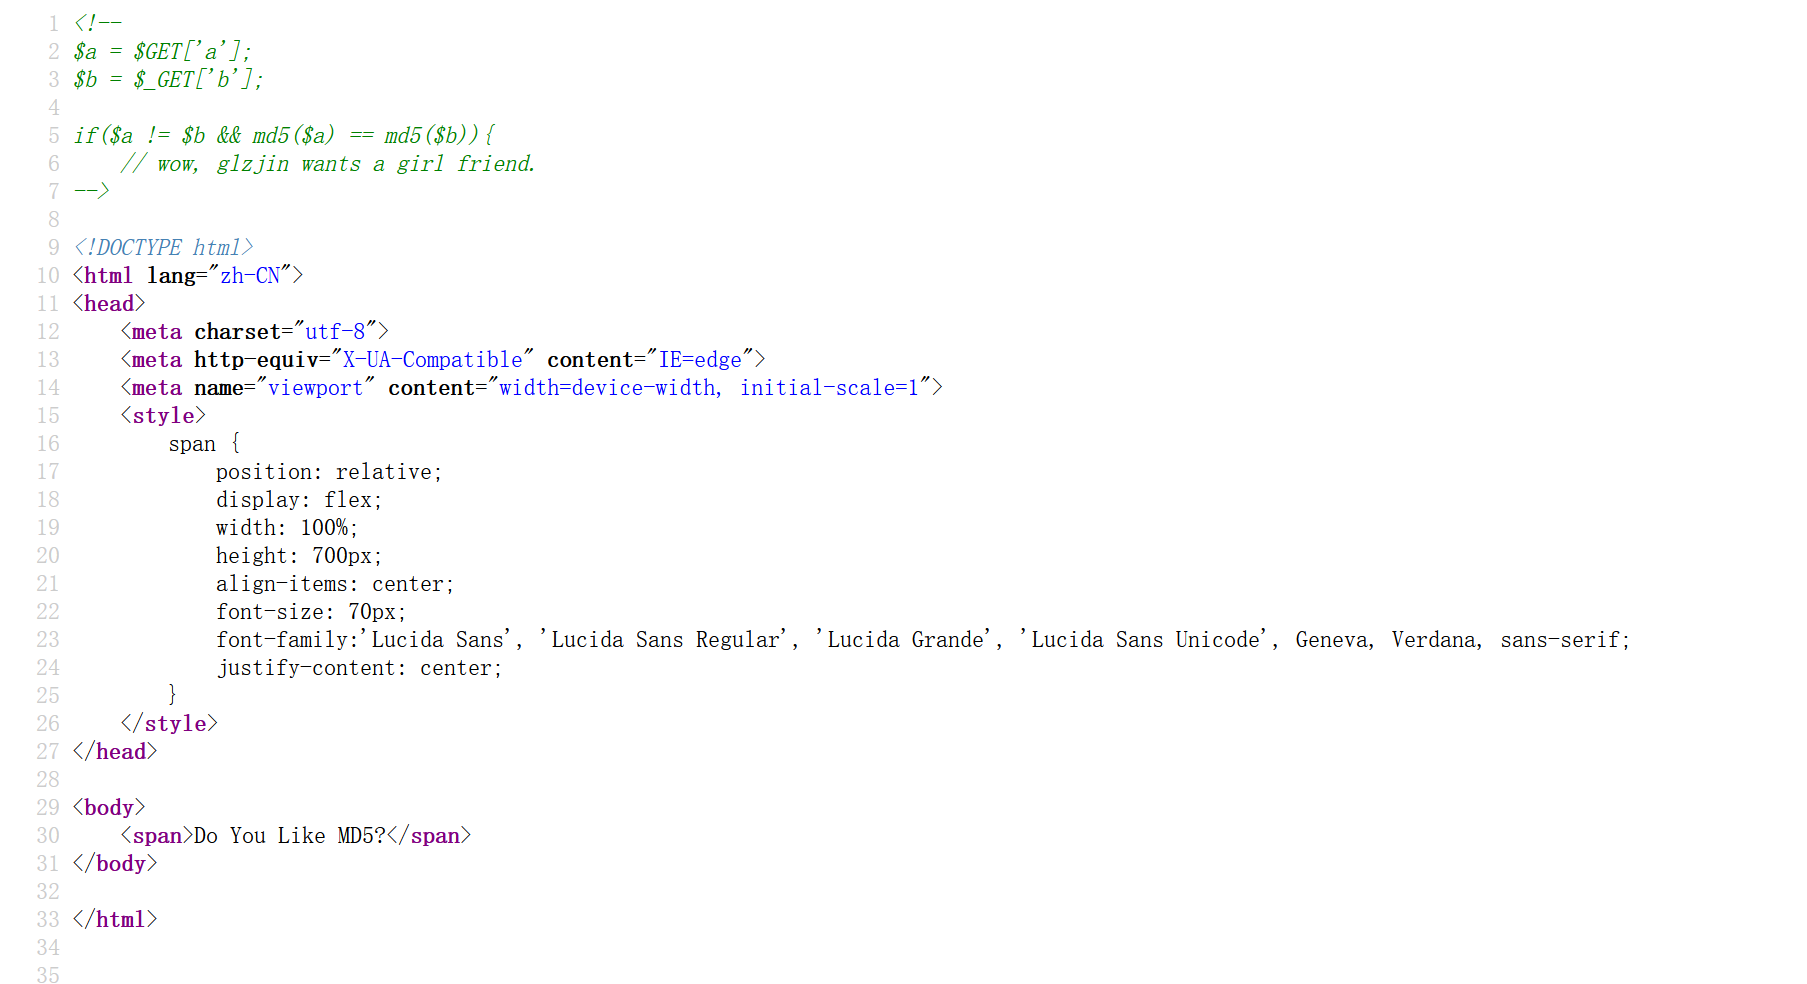 1 <!--
2 $a = $GET['a'];
3 $b = $_GET['b'];
4
5 if($a != $b && md5($a) == md5($b)){
6     // wow, glzjin wants a girl friend.
7 -->
8
9 <!DOCTYPE html>
10 <html lang="zh-CN">
11 <head>
12     <meta charset="utf-8">
13     <meta http-equiv="X-UA-Compatible" content="IE=edge">
14     <meta name="viewport" content="width=device-width, initial-scale=1">
15     <style>
16         span {
17             position: relative;
18             display: flex;
19             width: 100%;
20             height: 700px;
21             align-items: center;
22             font-size: 70px;
23             font-family:'Lucida Sans', 'Lucida Sans Regular', 'Lucida Grande', 'Lucida Sans Unicode', Geneva, Verdana, sans-serif;
24             justify-content: center;
25         }
26     </style>
27 </head>
28
29 <body>
30     <span>Do You Like MD5?</span>
31 </body>
32
33 </html>
34
35